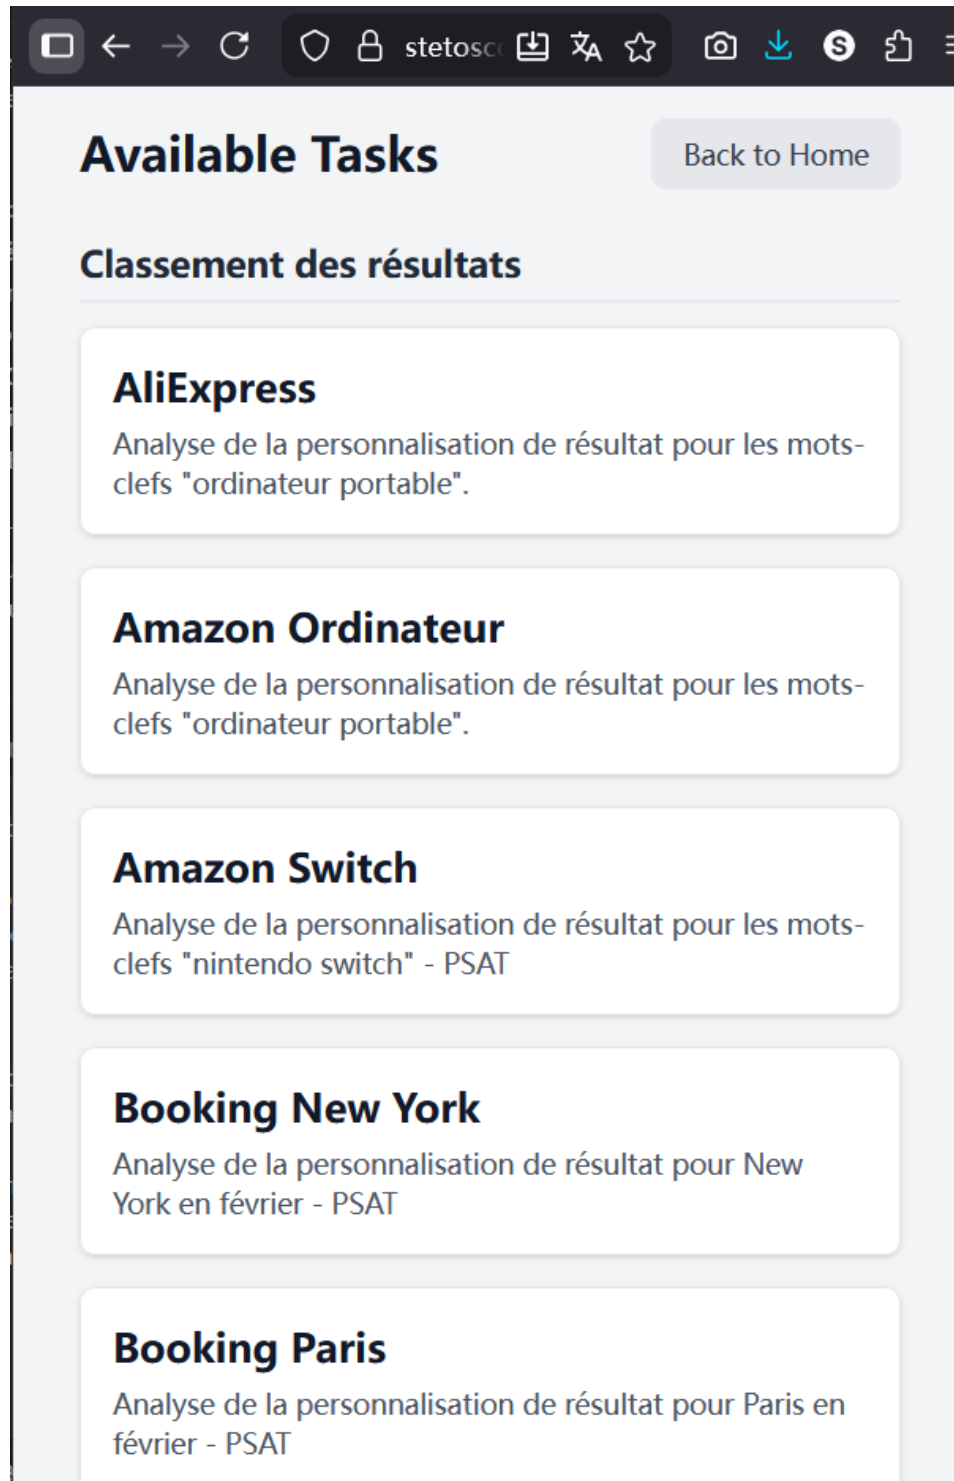 Available Tasks
Back to Home
Classement des résultats
AliExpress
Analyse de la personnalisation de résultat pour les mots-
clefs "ordinateur portable".
Amazon Ordinateur
Analyse de la personnalisation de résultat pour les mots-
clefs "ordinateur portable".
Amazon Switch
Analyse de la personnalisation de résultat pour les mots-
clefs "nintendo switch" - PSAT
Booking New York
Analyse de la personnalisation de résultat pour New
York en février - PSAT
Booking Paris
Analyse de la personnalisation de résultat pour Paris en
février - PSAT